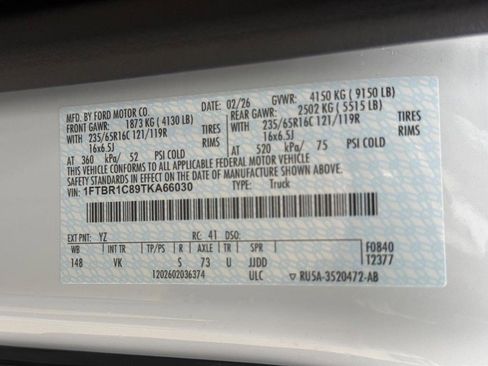 MFD. BY FORD MOTOR CO.
DATE: 02/26 GVWR: 4150 KG ( 9150 LB)
FRONT GAWR: 1873 KG ( 4130 LB) REAR GAWR: 2502 KG ( 5515 LB)
WITH 235/65R16C 121/119R TIRES WITH 235/65R16C 121/119R TIRES
16x6.5J RIMS 16x6.5J RIMS
AT 360 kPa/ 52 PSI COLD AT 520 kPa/ 75 PSI COLD
THIS VEHICLE CONFORMS TO ALL APPLICABLE FEDERAL MOTOR VEHICLE
SAFETY STANDARDS IN EFFECT ON THE DATE OF MANUFACTURE SHOWN ABOVE.
VIN: 1FTBR1C89TKA66030 TYPE: Truck
EXT PNT: YZ RC: 41 DSO:
WB INT TR TP/PS R AXLE TR SPR
148 VK S 73 U JJDD
F0840
T2377
1202602036374 ULC RU5A-3520472-AB